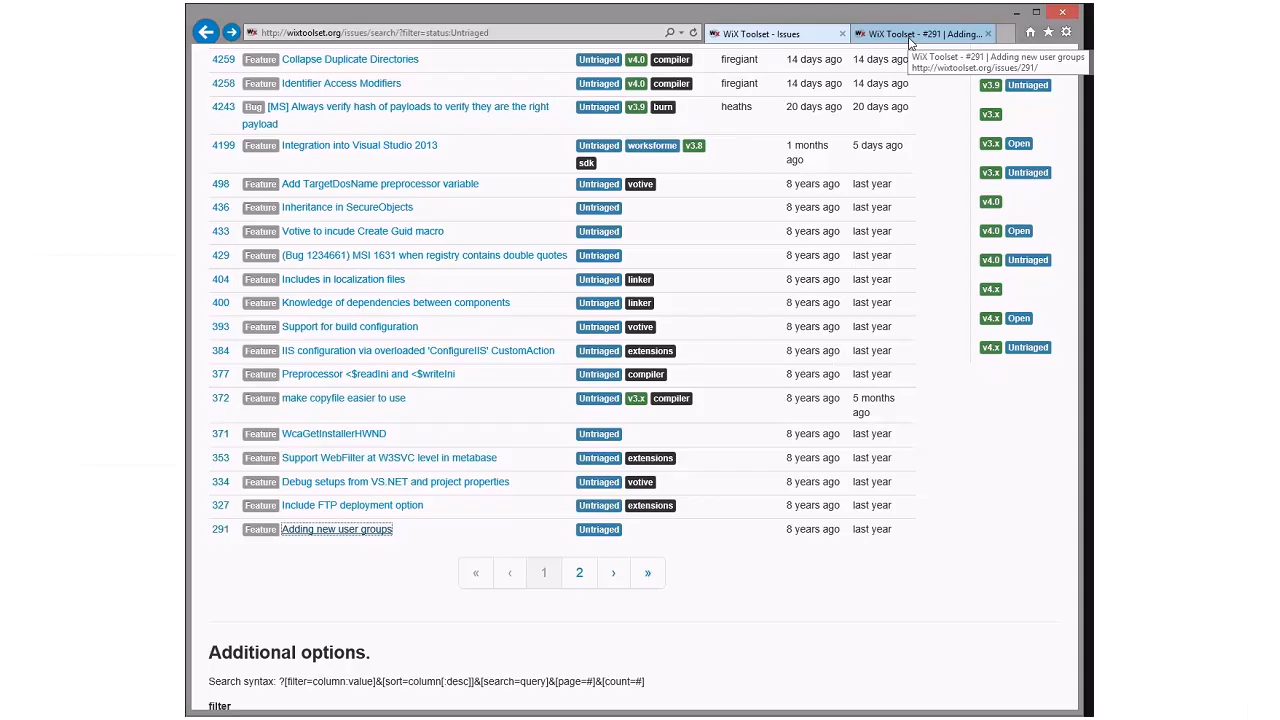 http://wixtoolset.org/issues/search/?filter=status:Untriaged
WiX Toolset - Issues
WiX Toolset - #291 | Adding...
WiX Toolset - #291 | Adding new user groups
http://wixtoolset.org/issues/291/
4259 Feature Collapse Duplicate Directories Untriaged v4.0 compiler firegiant 14 days ago 14 days ago
4258 Feature Identifier Access Modifiers Untriaged v4.0 compiler firegiant 14 days ago 14 days ago
4243 Bug [MS] Always verify hash of payloads to verify they are the right Untriaged v3.9 burn heaths 20 days ago 20 days ago
payload
4199 Feature Integration into Visual Studio 2013 Untriaged worksforme v3.8 1 months 5 days ago
sdk ago
498 Feature Add TargetDosName preprocessor variable Untriaged votive 8 years ago last year
436 Feature Inheritance in SecureObjects Untriaged 8 years ago last year
433 Feature Votive to incude Create Guid macro Untriaged 8 years ago last year
429 Feature (Bug 1234661) MSI 1631 when registry contains double quotes Untriaged 8 years ago last year
404 Feature Includes in localization files Untriaged linker 8 years ago last year
400 Feature Knowledge of dependencies between components Untriaged linker 8 years ago last year
393 Feature Support for build configuration Untriaged votive 8 years ago last year
384 Feature IIS configuration via overloaded 'ConfigureIIS' CustomAction Untriaged extensions 8 years ago last year
377 Feature Preprocessor <$readIni and <$writeIni Untriaged compiler 8 years ago last year
372 Feature make copyfile easier to use Untriaged v3.x compiler 8 years ago 5 months
ago
371 Feature WcaGetInstallerHWND Untriaged 8 years ago last year
353 Feature Support WebFilter at W3SVC level in metabase Untriaged extensions 8 years ago last year
334 Feature Debug setups from VS.NET and project properties Untriaged votive 8 years ago last year
327 Feature Include FTP deployment option Untriaged extensions 8 years ago last year
291 Feature Adding new user groups Untriaged 8 years ago last year
v3.9 Untriaged
v3.x
v3.x Open
v3.x Untriaged
v4.0
v4.0 Open
v4.0 Untriaged
v4.x
v4.x Open
v4.x Untriaged
« ‹ 1 2 › »
Additional options.
Search syntax: ?[filter=column:value]&[sort=column[:desc]]&[search=query]&[page=#]&[count=#]
filter